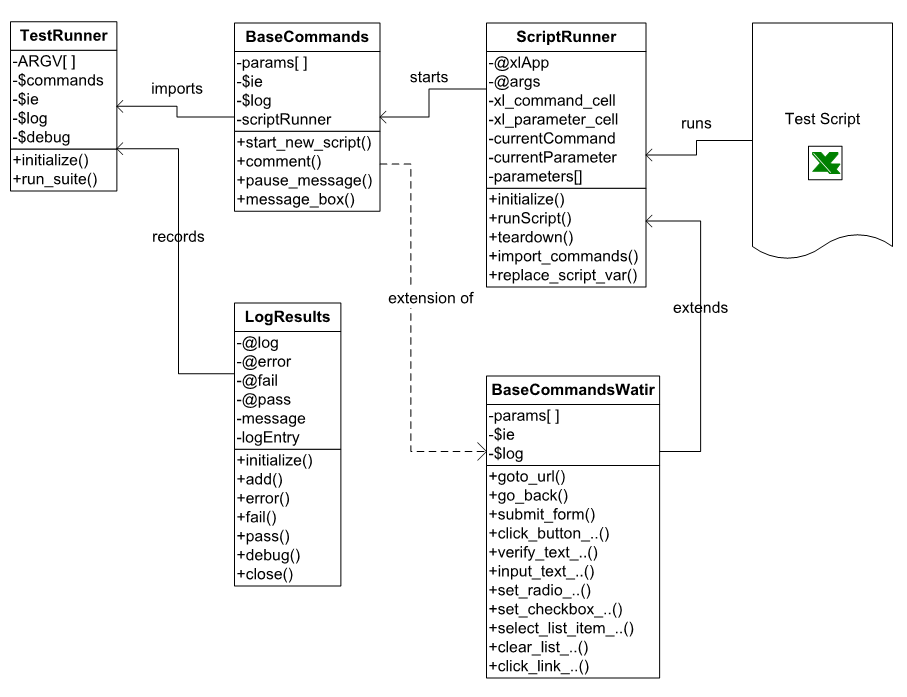 TestRunner
-ARGV[ ]
-$commands
-$ie
-$log
-$debug
+initialize()
+run_suite()
imports
records
BaseCommands
-params[ ]
-$ie
-$log
-scriptRunner
+start_new_script()
+comment()
+pause_message()
+message_box()
starts
extension of
ScriptRunner
-@xlApp
-@args
-xl_command_cell
-xl_parameter_cell
-currentCommand
-currentParameter
-parameters[]
+initialize()
+runScript()
+teardown()
+import_commands()
+replace_script_var()
runs
Test Script
extends
LogResults
-@log
-@error
-@fail
-@pass
-message
-logEntry
+initialize()
+add()
+error()
+fail()
+pass()
+debug()
+close()
BaseCommandsWatir
-params[ ]
-$ie
-$log
+goto_url()
+go_back()
+submit_form()
+click_button_..()
+verify_text_..()
+input_text_..()
+set_radio_..()
+set_checkbox_..()
+select_list_item_..()
+clear_list_..()
+click_link_..()